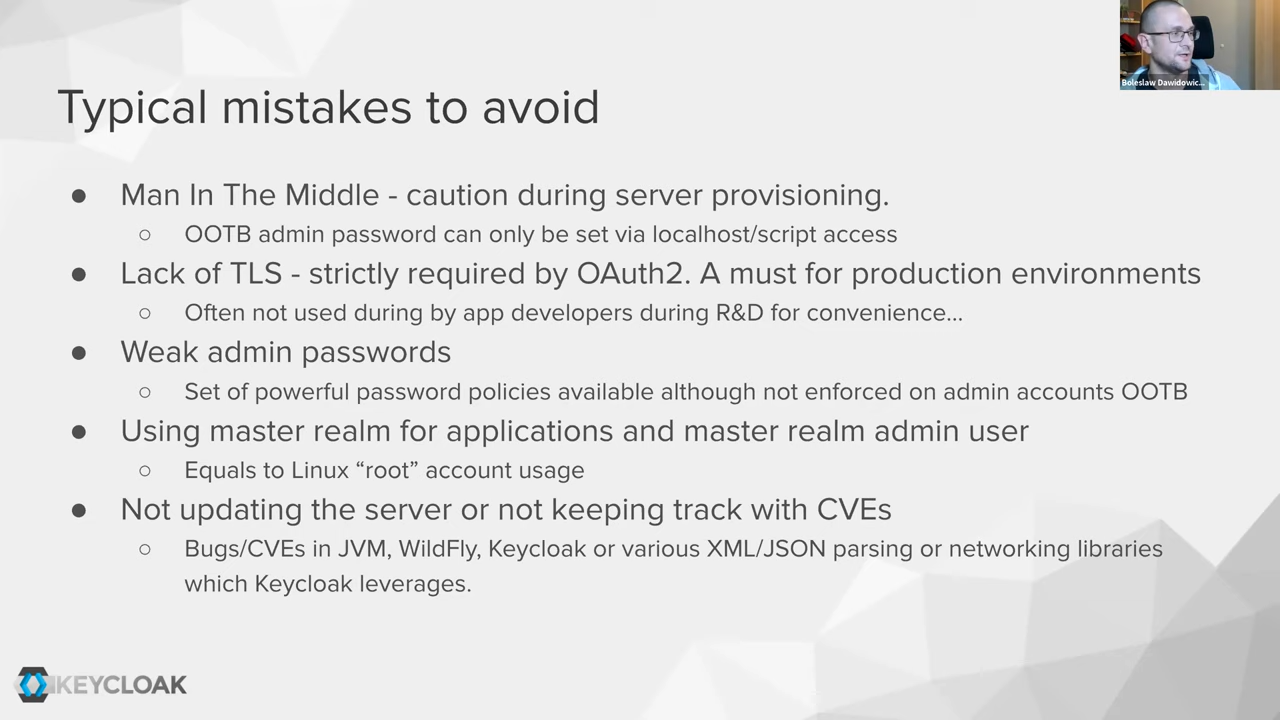 Boleslaw Dawidowic...
Typical mistakes to avoid
● Man In The Middle - caution during server provisioning.
○ OOTB admin password can only be set via localhost/script access
● Lack of TLS - strictly required by OAuth2. A must for production environments
○ Often not used during by app developers during R&D for convenience...
● Weak admin passwords
○ Set of powerful password policies available although not enforced on admin accounts OOTB
● Using master realm for applications and master realm admin user
○ Equals to Linux “root” account usage
● Not updating the server or not keeping track with CVEs
○ Bugs/CVEs in JVM, WildFly, Keycloak or various XML/JSON parsing or networking libraries
which Keycloak leverages.
KEYCLOAK